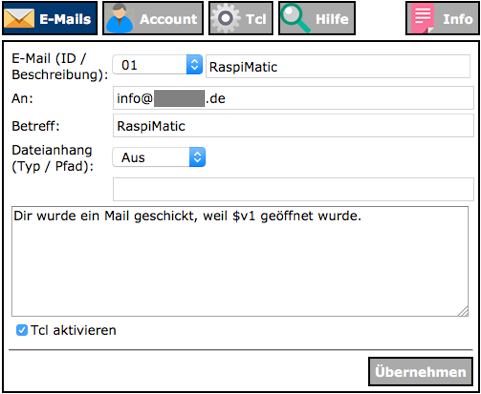 E-Mails Account Tcl Hilfe Info
E-Mail (ID / Beschreibung): 01 RaspiMatic
An: info@ .de
Betreff: RaspiMatic
Dateianhang (Typ / Pfad): Aus
Dir wurde ein Mail geschickt, weil $v1 geöffnet wurde.
Tcl aktivieren
Übernehmen